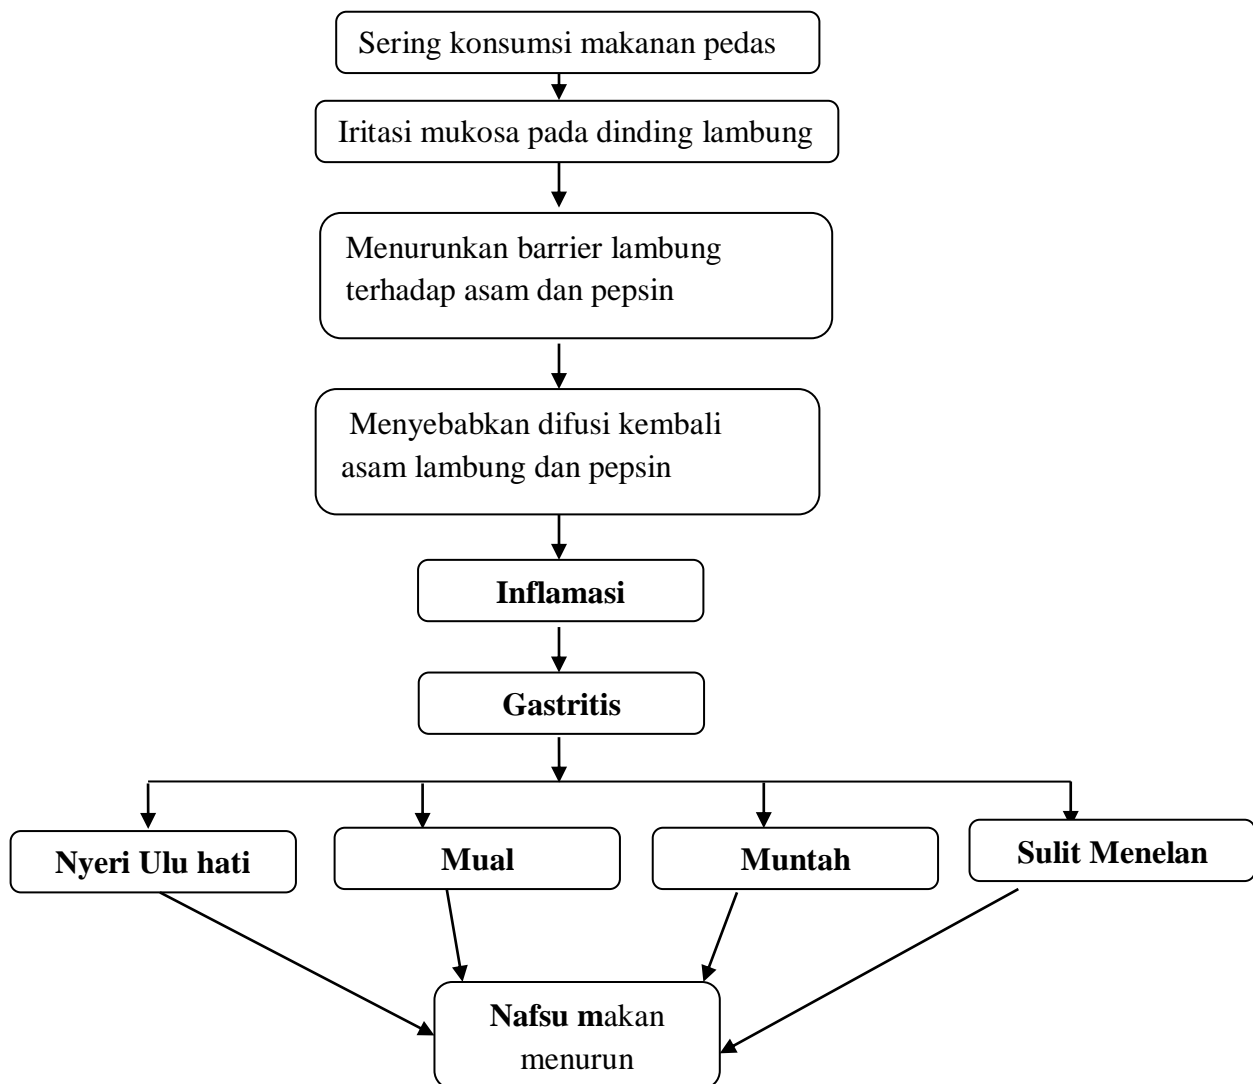 Sering konsumsi makanan pedas
Iritasi mukosa pada dinding lambung
Menurunkan barrier lambung
terhadap asam dan pepsin
Menyebabkan difusi kembali
asam lambung dan pepsin
Inflamasi
Gastritis
Nyeri Ulu hati
Mual
Muntah
Sulit Menelan
Nafsu makan
menurun